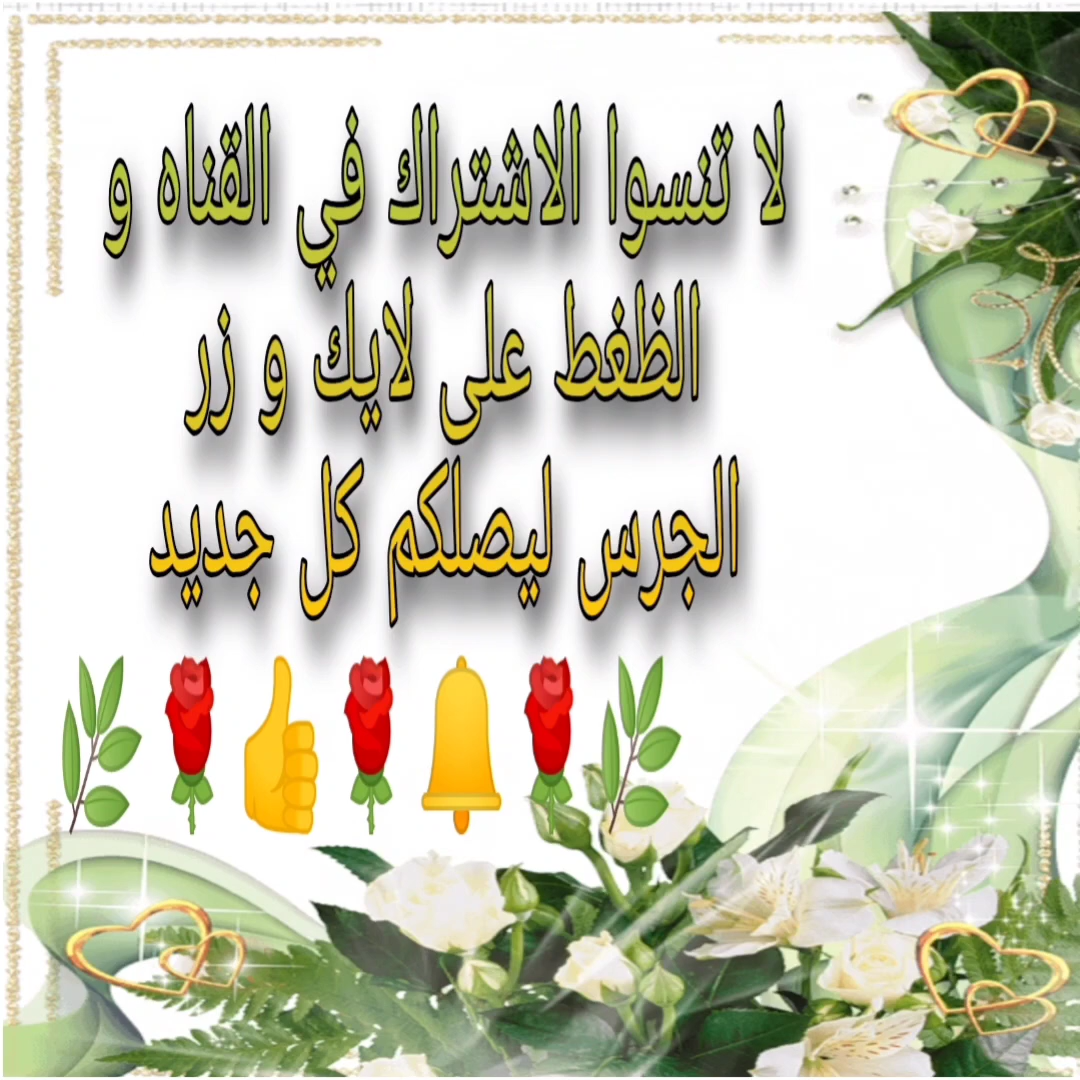 لا تنسوا الاشتراك في القناه و
الظغط على لايك و زر
الجرس ليصلكم كل جديد